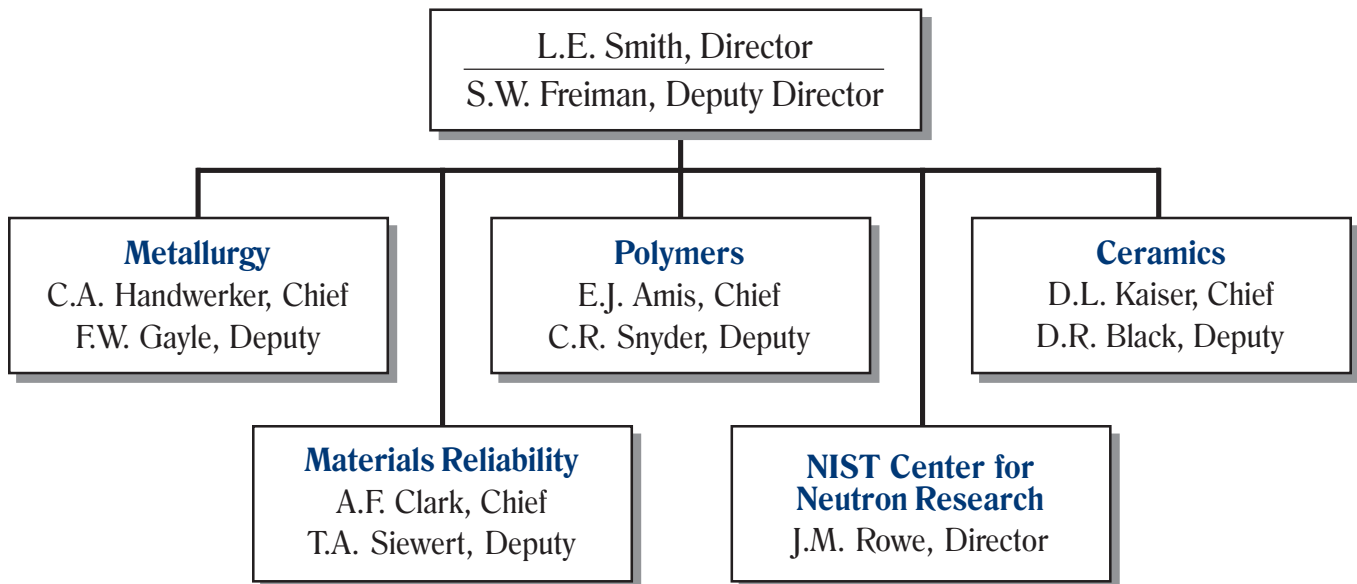 L.E. Smith, Director
S.W. Freiman, Deputy Director
Metallurgy
C.A. Handwerker, Chief
F.W. Gayle, Deputy
Polymers
E.J. Amis, Chief
C.R. Snyder, Deputy
Ceramics
D.L. Kaiser, Chief
D.R. Black, Deputy
Materials Reliability
A.F. Clark, Chief
T.A. Siewert, Deputy
NIST Center for
Neutron Research
J.M. Rowe, Director